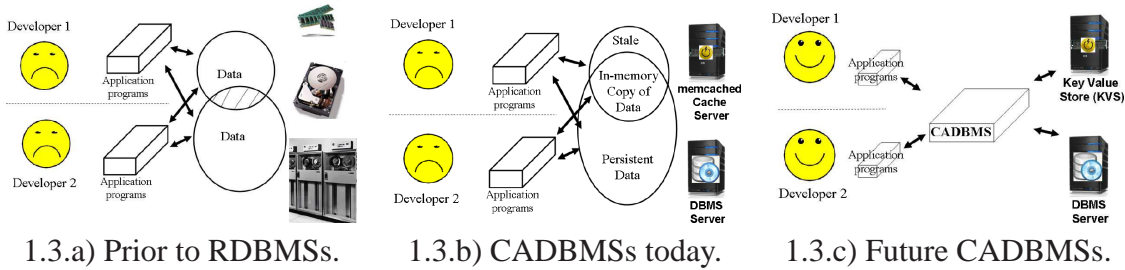 Developer 1
Application
programs
Data
Data
Application
programs
Developer 2
1.3.a) Prior to RDBMSs.
Developer 1
Application
programs
Stale
In-memory
Copy of
Data
Persistent
Data
Application
programs
Developer 2
memcached
Cache
Server
DBMS
Server
1.3.b) CADBMSs today.
Developer 1
Application
programs
CADBMS
Application
programs
Developer 2
Key Value
Store (KVS)
DBMS
Server
1.3.c) Future CADBMSs.